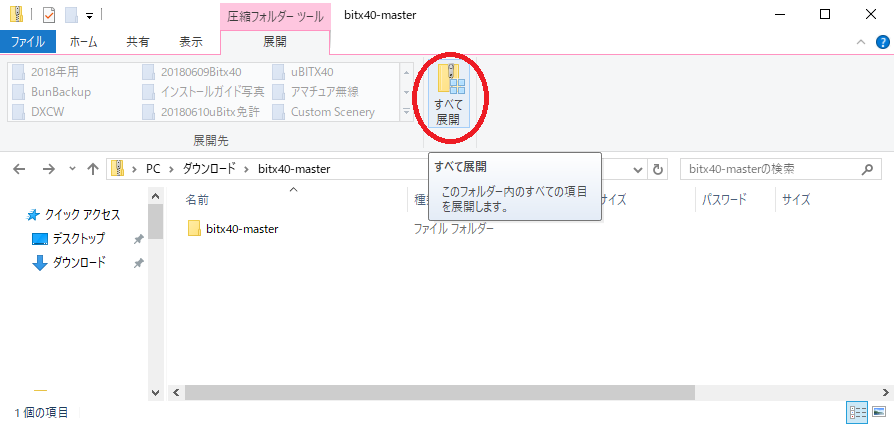 圧縮フォルダー ツール
bitx40-master
ファイル
ホーム
共有
表示
展開
2018年用
20180609Bitx40
uBITX40
BunBackup
インストールガイド写真
アマチュア無線
DXCW
20180610uBitx免許
Custom Scenery
すべて
展開
展開先
PC
ダウンロード
bitx40-master
bitx40-masterの検索
すべて展開
このフォルダー内のすべての項目
を展開します。
名前
種
サイズ
パスワード
サイズ
クイック アクセス
bitx40-master
ファイル フォルダー
デスクトップ
ダウンロード
1 個の項目